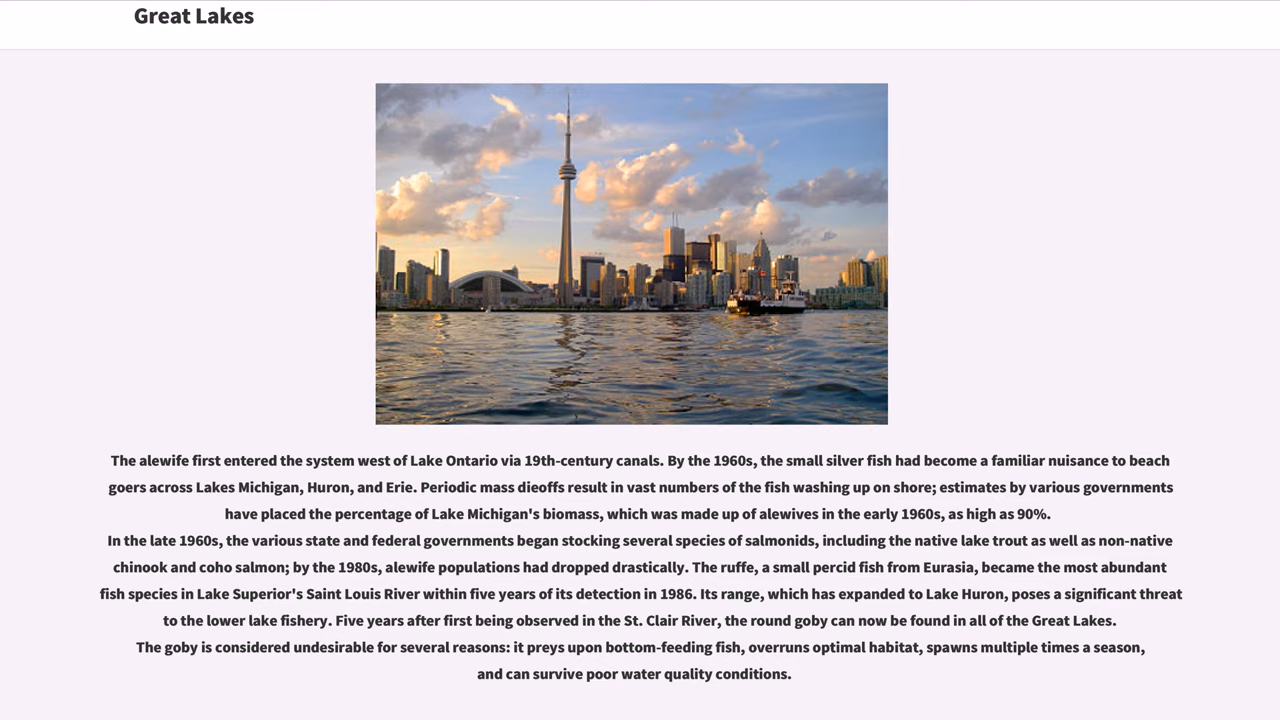 Great Lakes
The alewife first entered the system west of Lake Ontario via 19th-century canals. By the 1960s, the small silver fish had become a familiar nuisance to beach
goers across Lakes Michigan, Huron, and Erie. Periodic mass dieoffs result in vast numbers of the fish washing up on shore; estimates by various governments
have placed the percentage of Lake Michigan's biomass, which was made up of alewives in the early 1960s, as high as 90%.
In the late 1960s, the various state and federal governments began stocking several species of salmonids, including the native lake trout as well as non-native
chinook and coho salmon; by the 1980s, alewife populations had dropped drastically. The ruffe, a small percid fish from Eurasia, became the most abundant
fish species in Lake Superior's Saint Louis River within five years of its detection in 1986. Its range, which has expanded to Lake Huron, poses a significant threat
to the lower lake fishery. Five years after first being observed in the St. Clair River, the round goby can now be found in all of the Great Lakes.
The goby is considered undesirable for several reasons: it preys upon bottom-feeding fish, overruns optimal habitat, spawns multiple times a season,
and can survive poor water quality conditions.